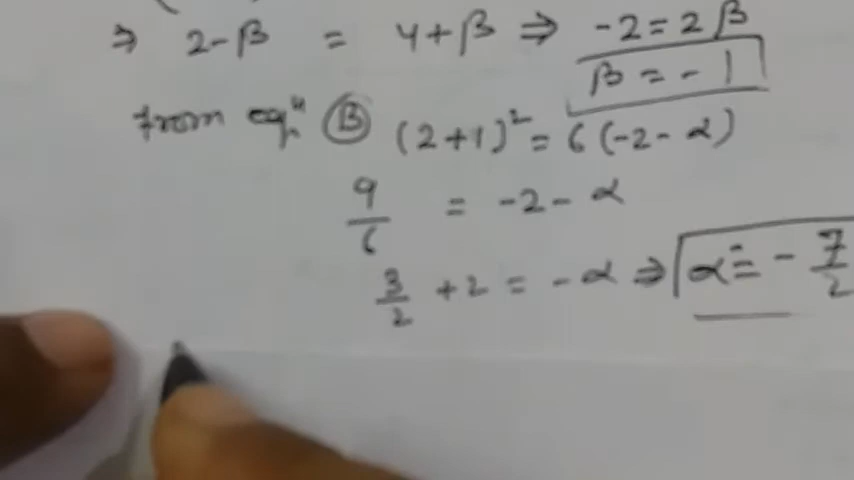 ⇒ 2-β = 4+β ⇒ -2=2β
β = -1
from eqⁿ Ⓑ (2+1)² = 6(-2-α)
9/6 = -2-α
3/2 +2 = -α ⇒ α = -7/2